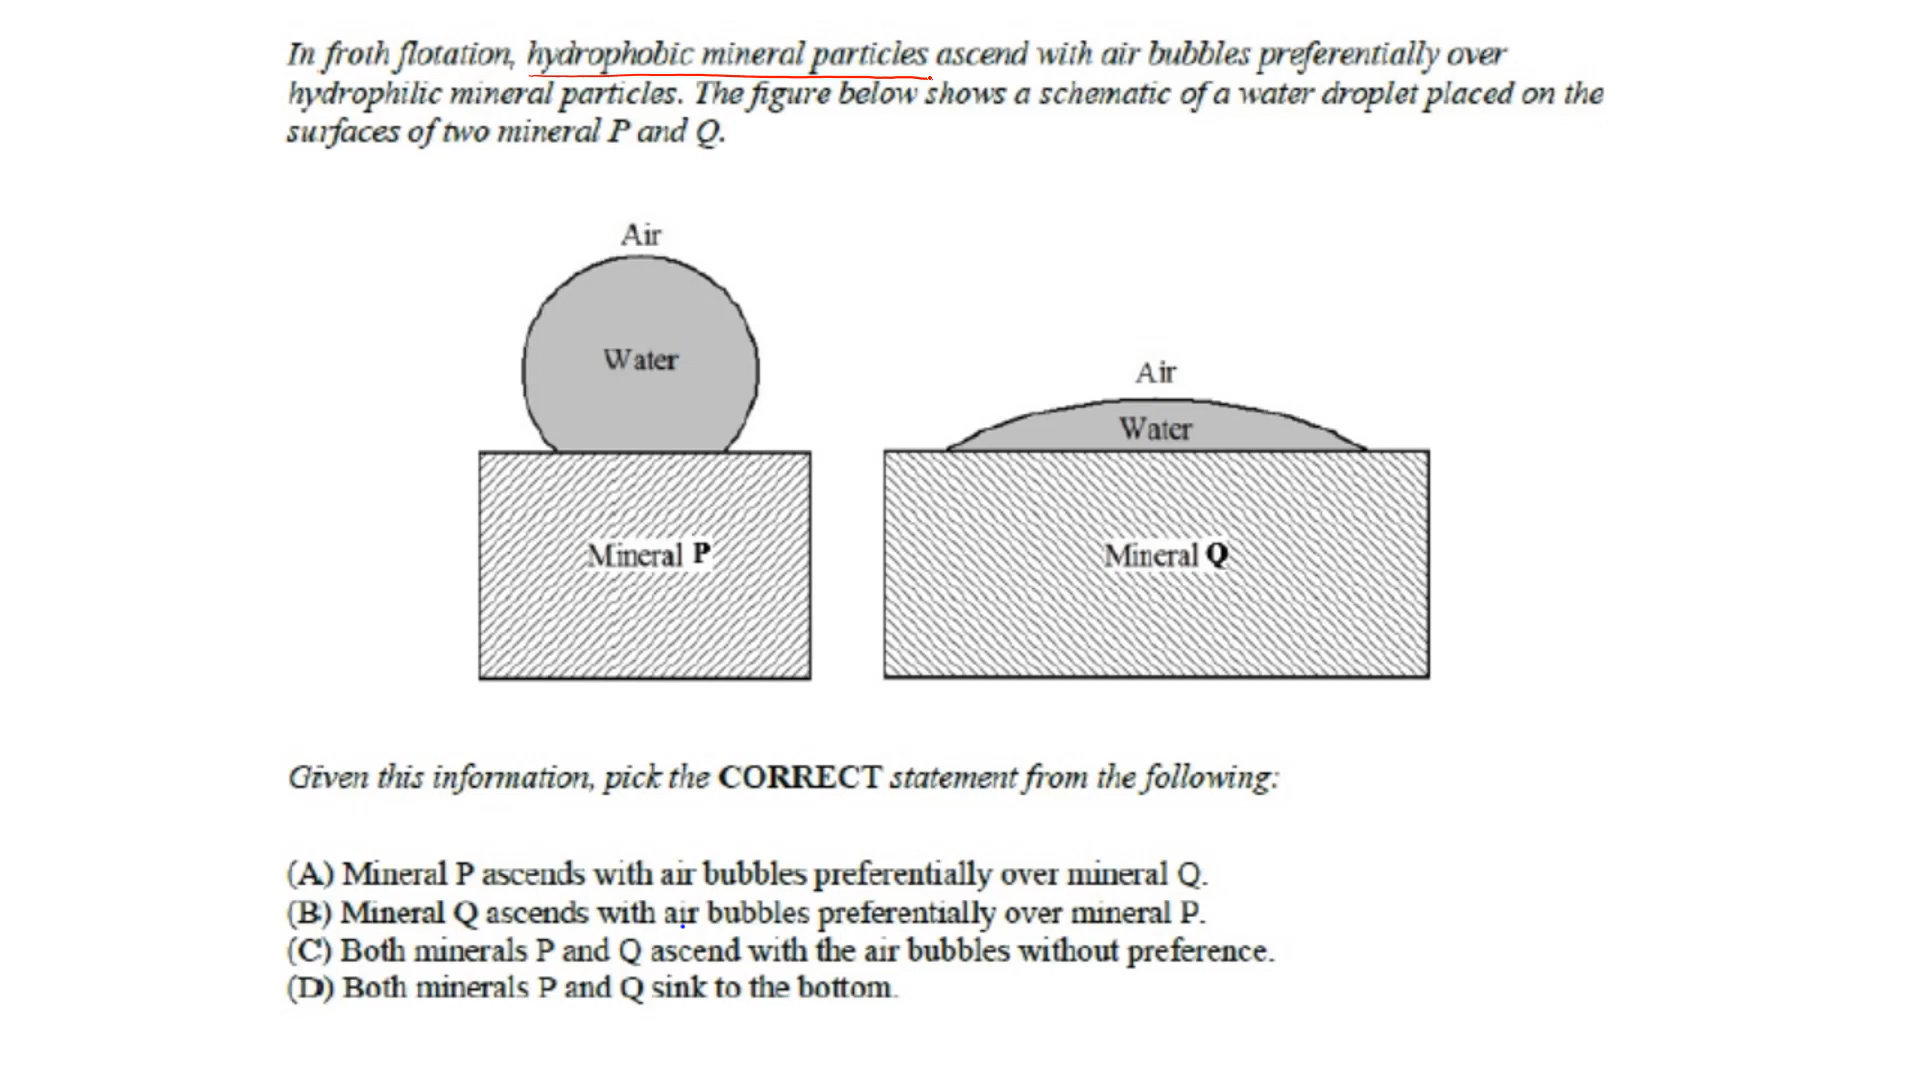 In froth flotation, hydrophobic mineral particles ascend with air bubbles preferentially over
hydrophilic mineral particles. The figure below shows a schematic of a water droplet placed on the
surfaces of two mineral P and Q.
Air
Water
Mineral P
Air
Water
Mineral Q
Given this information, pick the CORRECT statement from the following:
(A) Mineral P ascends with air bubbles preferentially over mineral Q.
(B) Mineral Q ascends with air bubbles preferentially over mineral P.
(C) Both minerals P and Q ascend with the air bubbles without preference.
(D) Both minerals P and Q sink to the bottom.